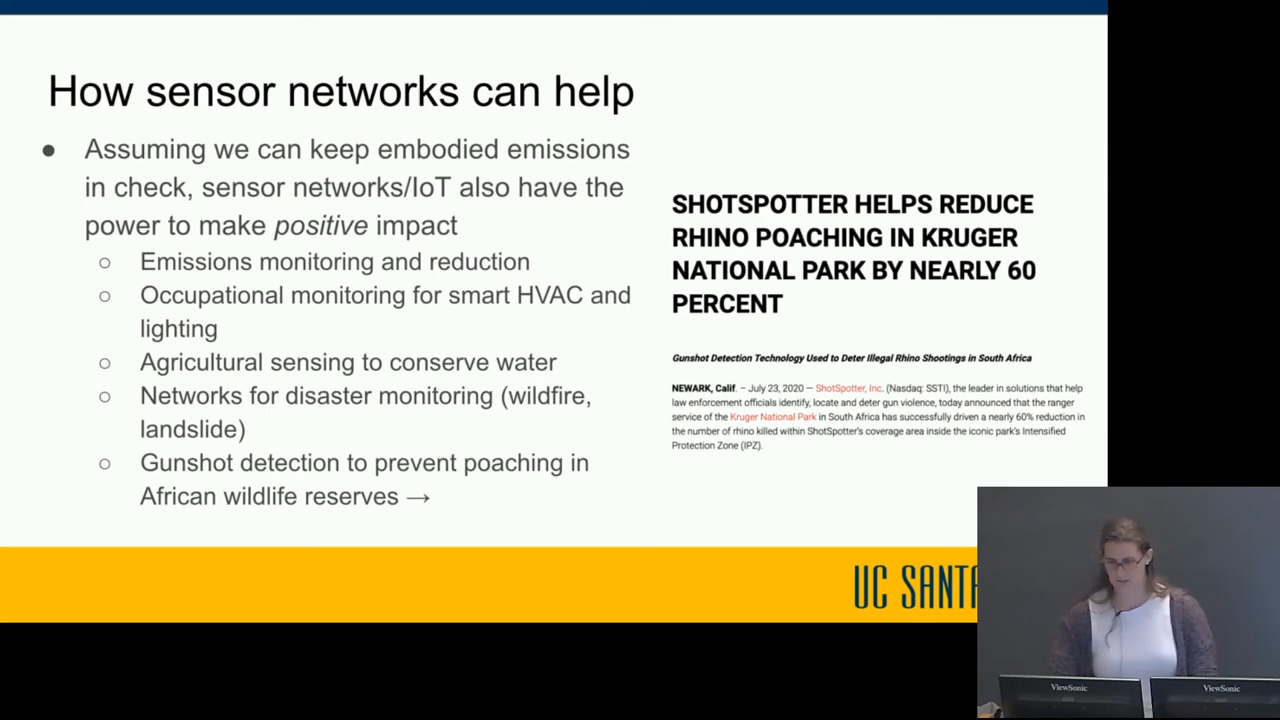 How sensor networks can help
● Assuming we can keep embodied emissions
in check, sensor networks/IoT also have the
power to make positive impact
○ Emissions monitoring and reduction
○ Occupational monitoring for smart HVAC and
lighting
○ Agricultural sensing to conserve water
○ Networks for disaster monitoring (wildfire,
landslide)
○ Gunshot detection to prevent poaching in
African wildlife reserves →
SHOTSPOTTER HELPS REDUCE
RHINO POACHING IN KRUGER
NATIONAL PARK BY NEARLY 60
PERCENT
Gunshot Detection Technology Used to Deter Illegal Rhino Shootings in South Africa
NEWARK, Calif. – July 23, 2020 — ShotSpotter, Inc. (Nasdaq: SSTI), the leader in solutions that help
law enforcement officials identify, locate and deter gun violence, today announced that the ranger
service of the Kruger National Park in South Africa has successfully driven a nearly 60% reduction in
the number of rhino killed within ShotSpotter's coverage area inside the iconic park's Intensified
Protection Zone (IPZ).
UC SANTA
ViewSonic
ViewSonic